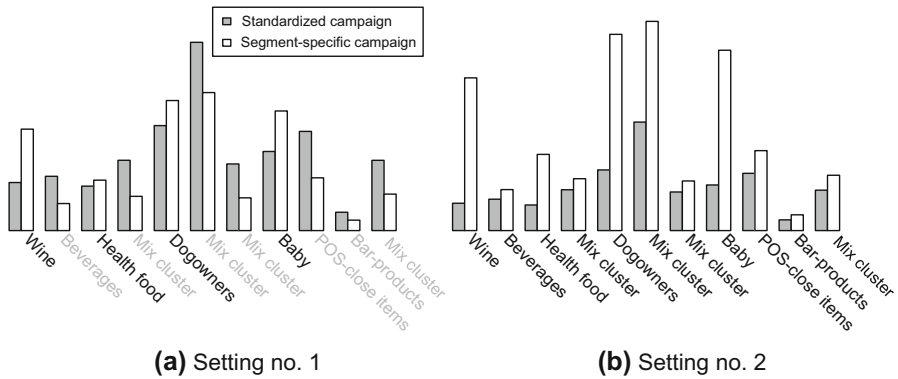 Standardized campaign
Segment-specific campaign
Wine
Beverages
Health food
Mix cluster
Dogowners
Mix cluster
Mix cluster
Baby
POS-close items
Bar-products
Mix cluster
Wine
Beverages
Health food
Mix cluster
Dogowners
Mix cluster
Mix cluster
Baby
POS-close items
Bar-products
Mix cluster
(a) Setting no. 1
(b) Setting no. 2